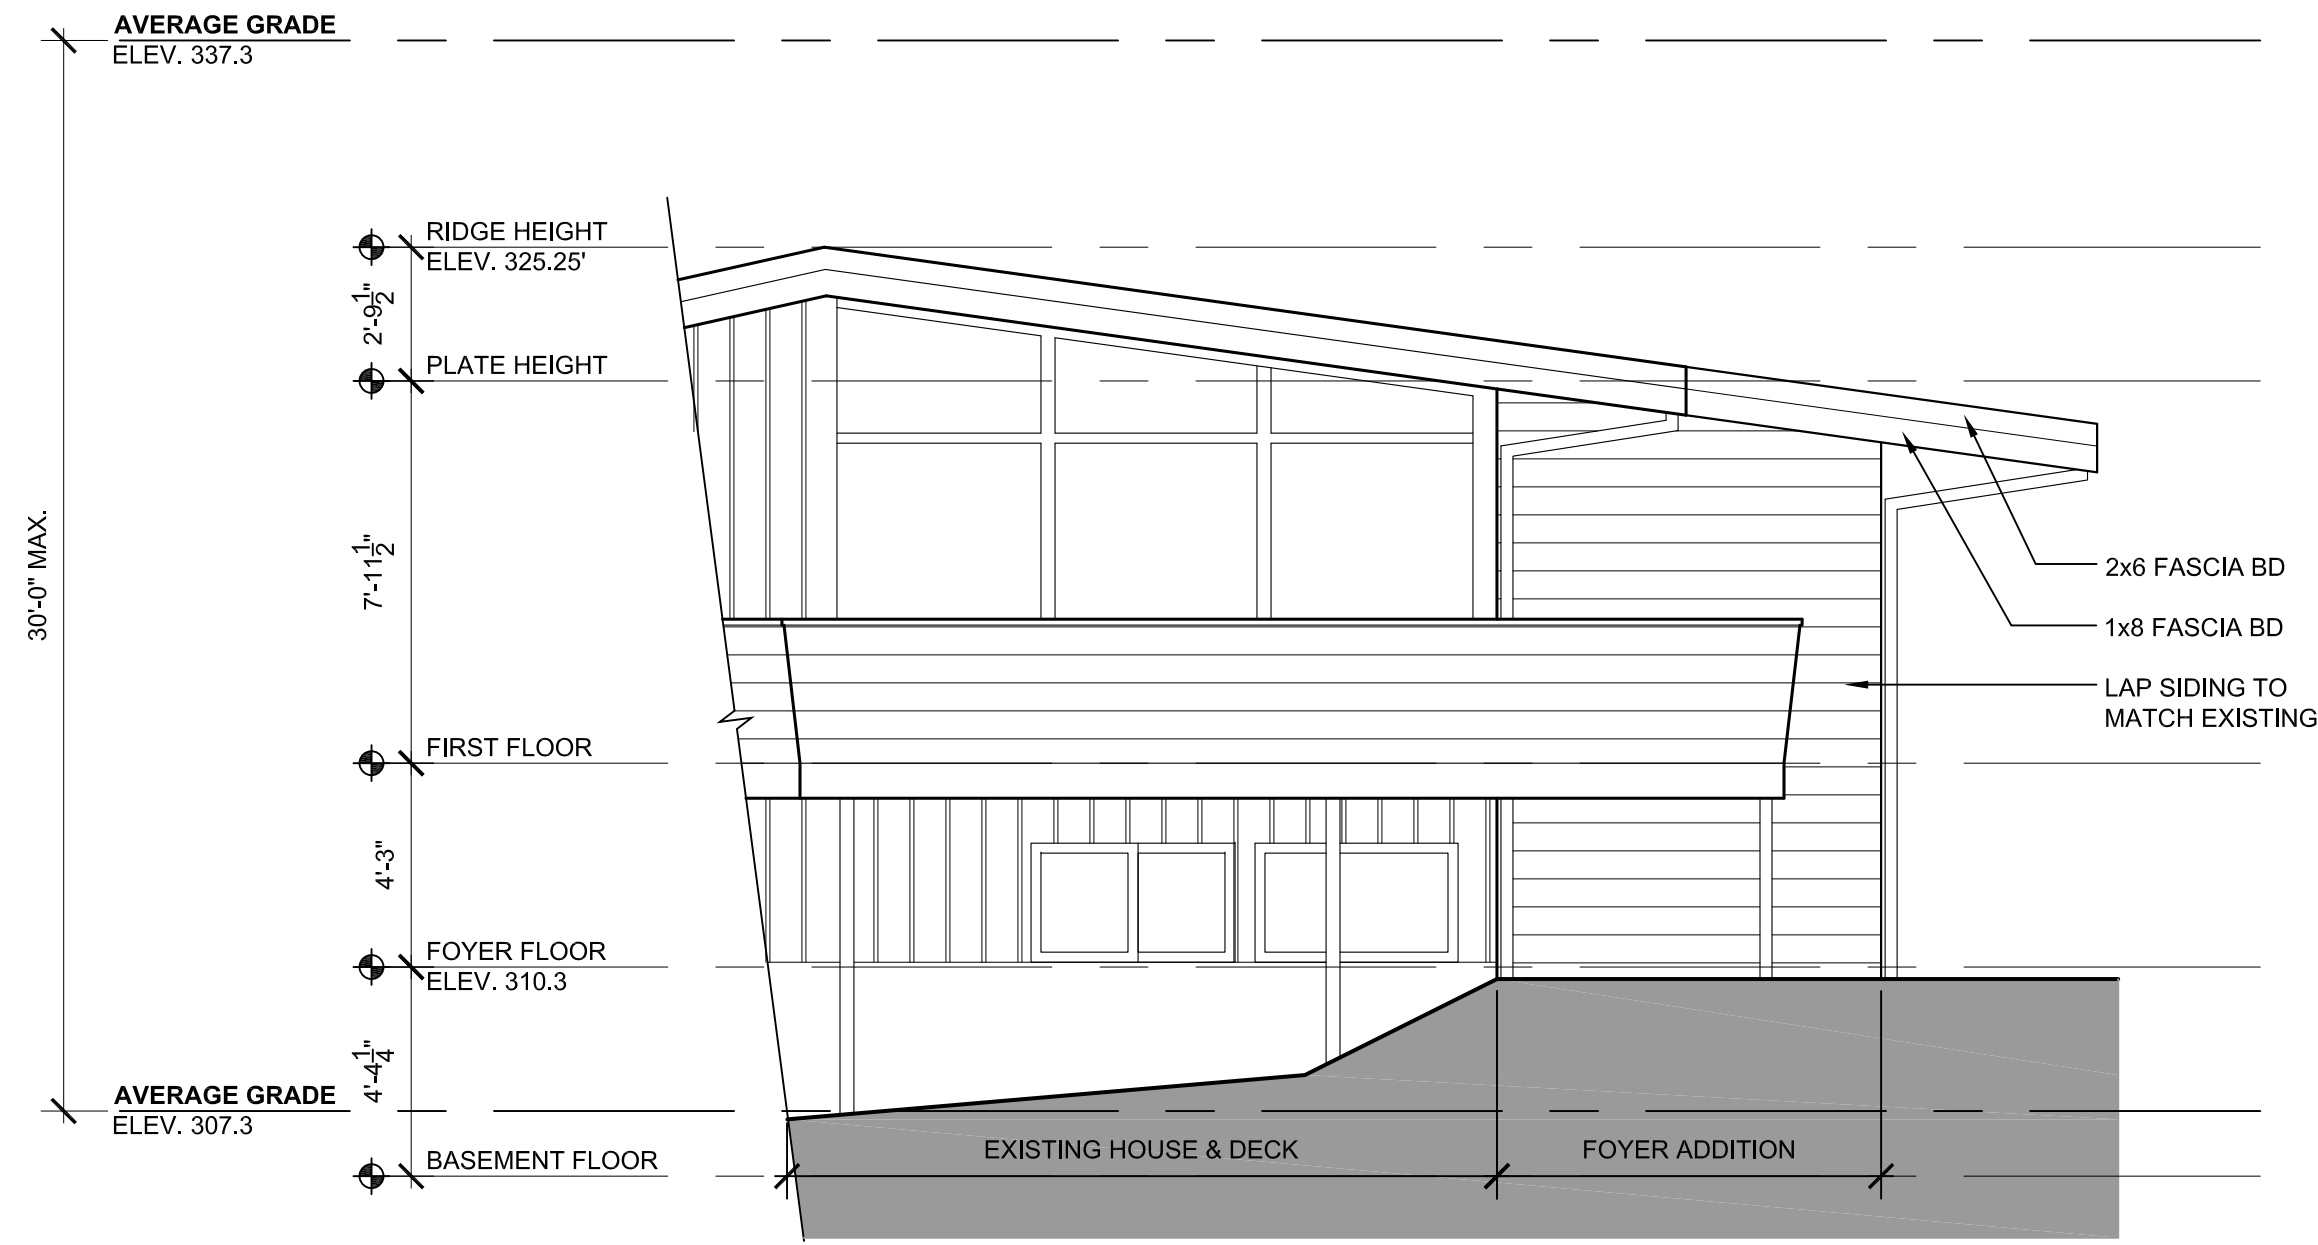 AVERAGE GRADE
ELEV. 337.3
RIDGE HEIGHT
ELEV. 325.25'
2'-9 1/2"
PLATE HEIGHT
30'-0" MAX.
7'-11 1/2"
2x6 FASCIA BD
1x8 FASCIA BD
LAP SIDING TO
MATCH EXISTING
FIRST FLOOR
4'-3"
FOYER FLOOR
ELEV. 310.3
4'-4 1/4"
AVERAGE GRADE
ELEV. 307.3
BASEMENT FLOOR
EXISTING HOUSE & DECK
FOYER ADDITION